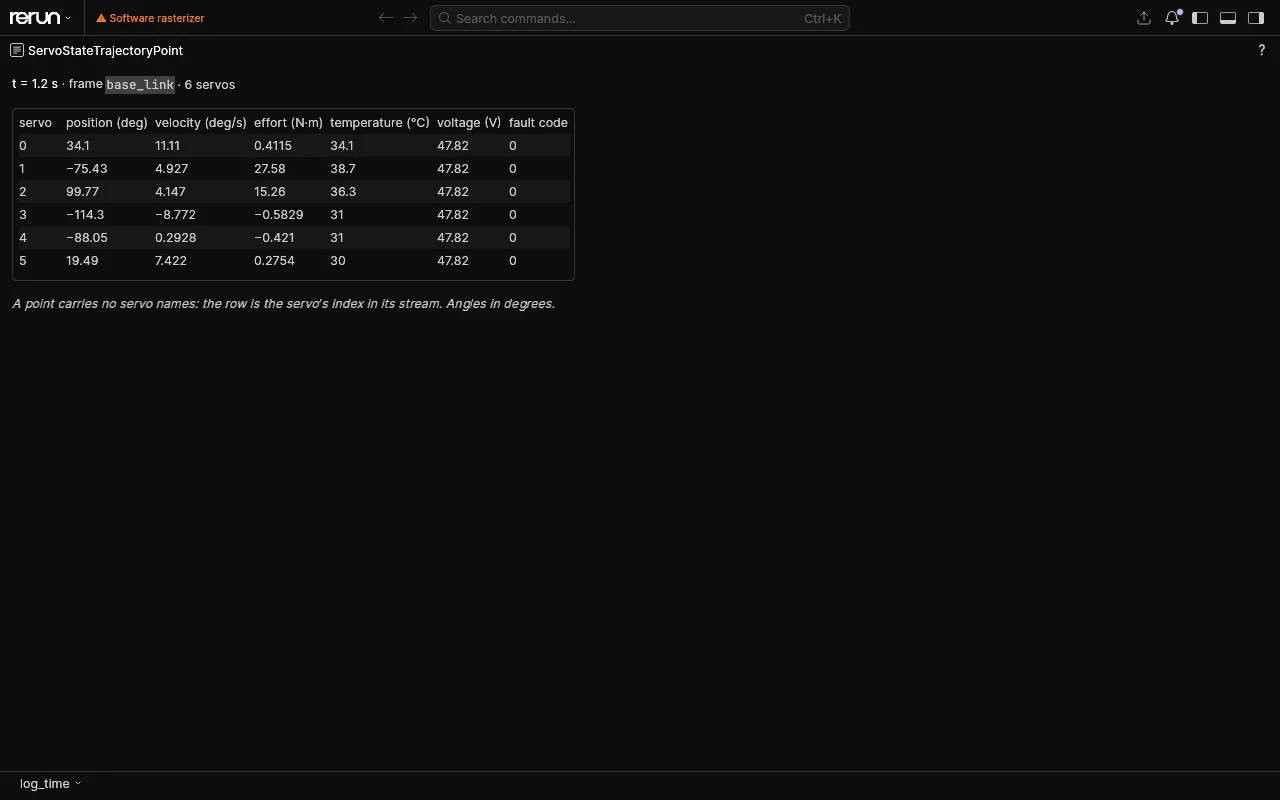 rerun
Software rasterizer
Search commands...
Ctrl+K
ServoStateTrajectoryPoint
?
t = 1.2 s · frame base_link · 6 servos
servo position (deg) velocity (deg/s) effort (N·m) temperature (°C) voltage (V) fault code
0 34.1 11.11 0.4115 34.1 47.82 0
1 −75.43 4.927 27.58 38.7 47.82 0
2 99.77 4.147 15.26 36.3 47.82 0
3 −114.3 −8.772 −0.5829 31 47.82 0
4 −88.05 0.2928 −0.421 31 47.82 0
5 19.49 7.422 0.2754 30 47.82 0
A point carries no servo names: the row is the servo's index in its stream. Angles in degrees.
log_time